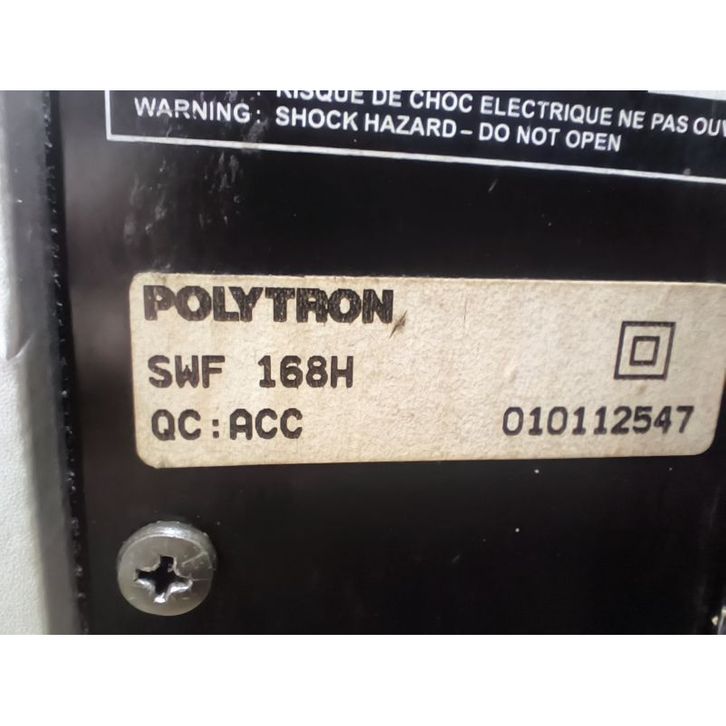 : RISQUE DE CHOC ELECTRIQUE NE PAS OUV
WARNING: SHOCK HAZARD – DO NOT OPEN
POLYTRON
SWF 168H
QC:ACC 010112547